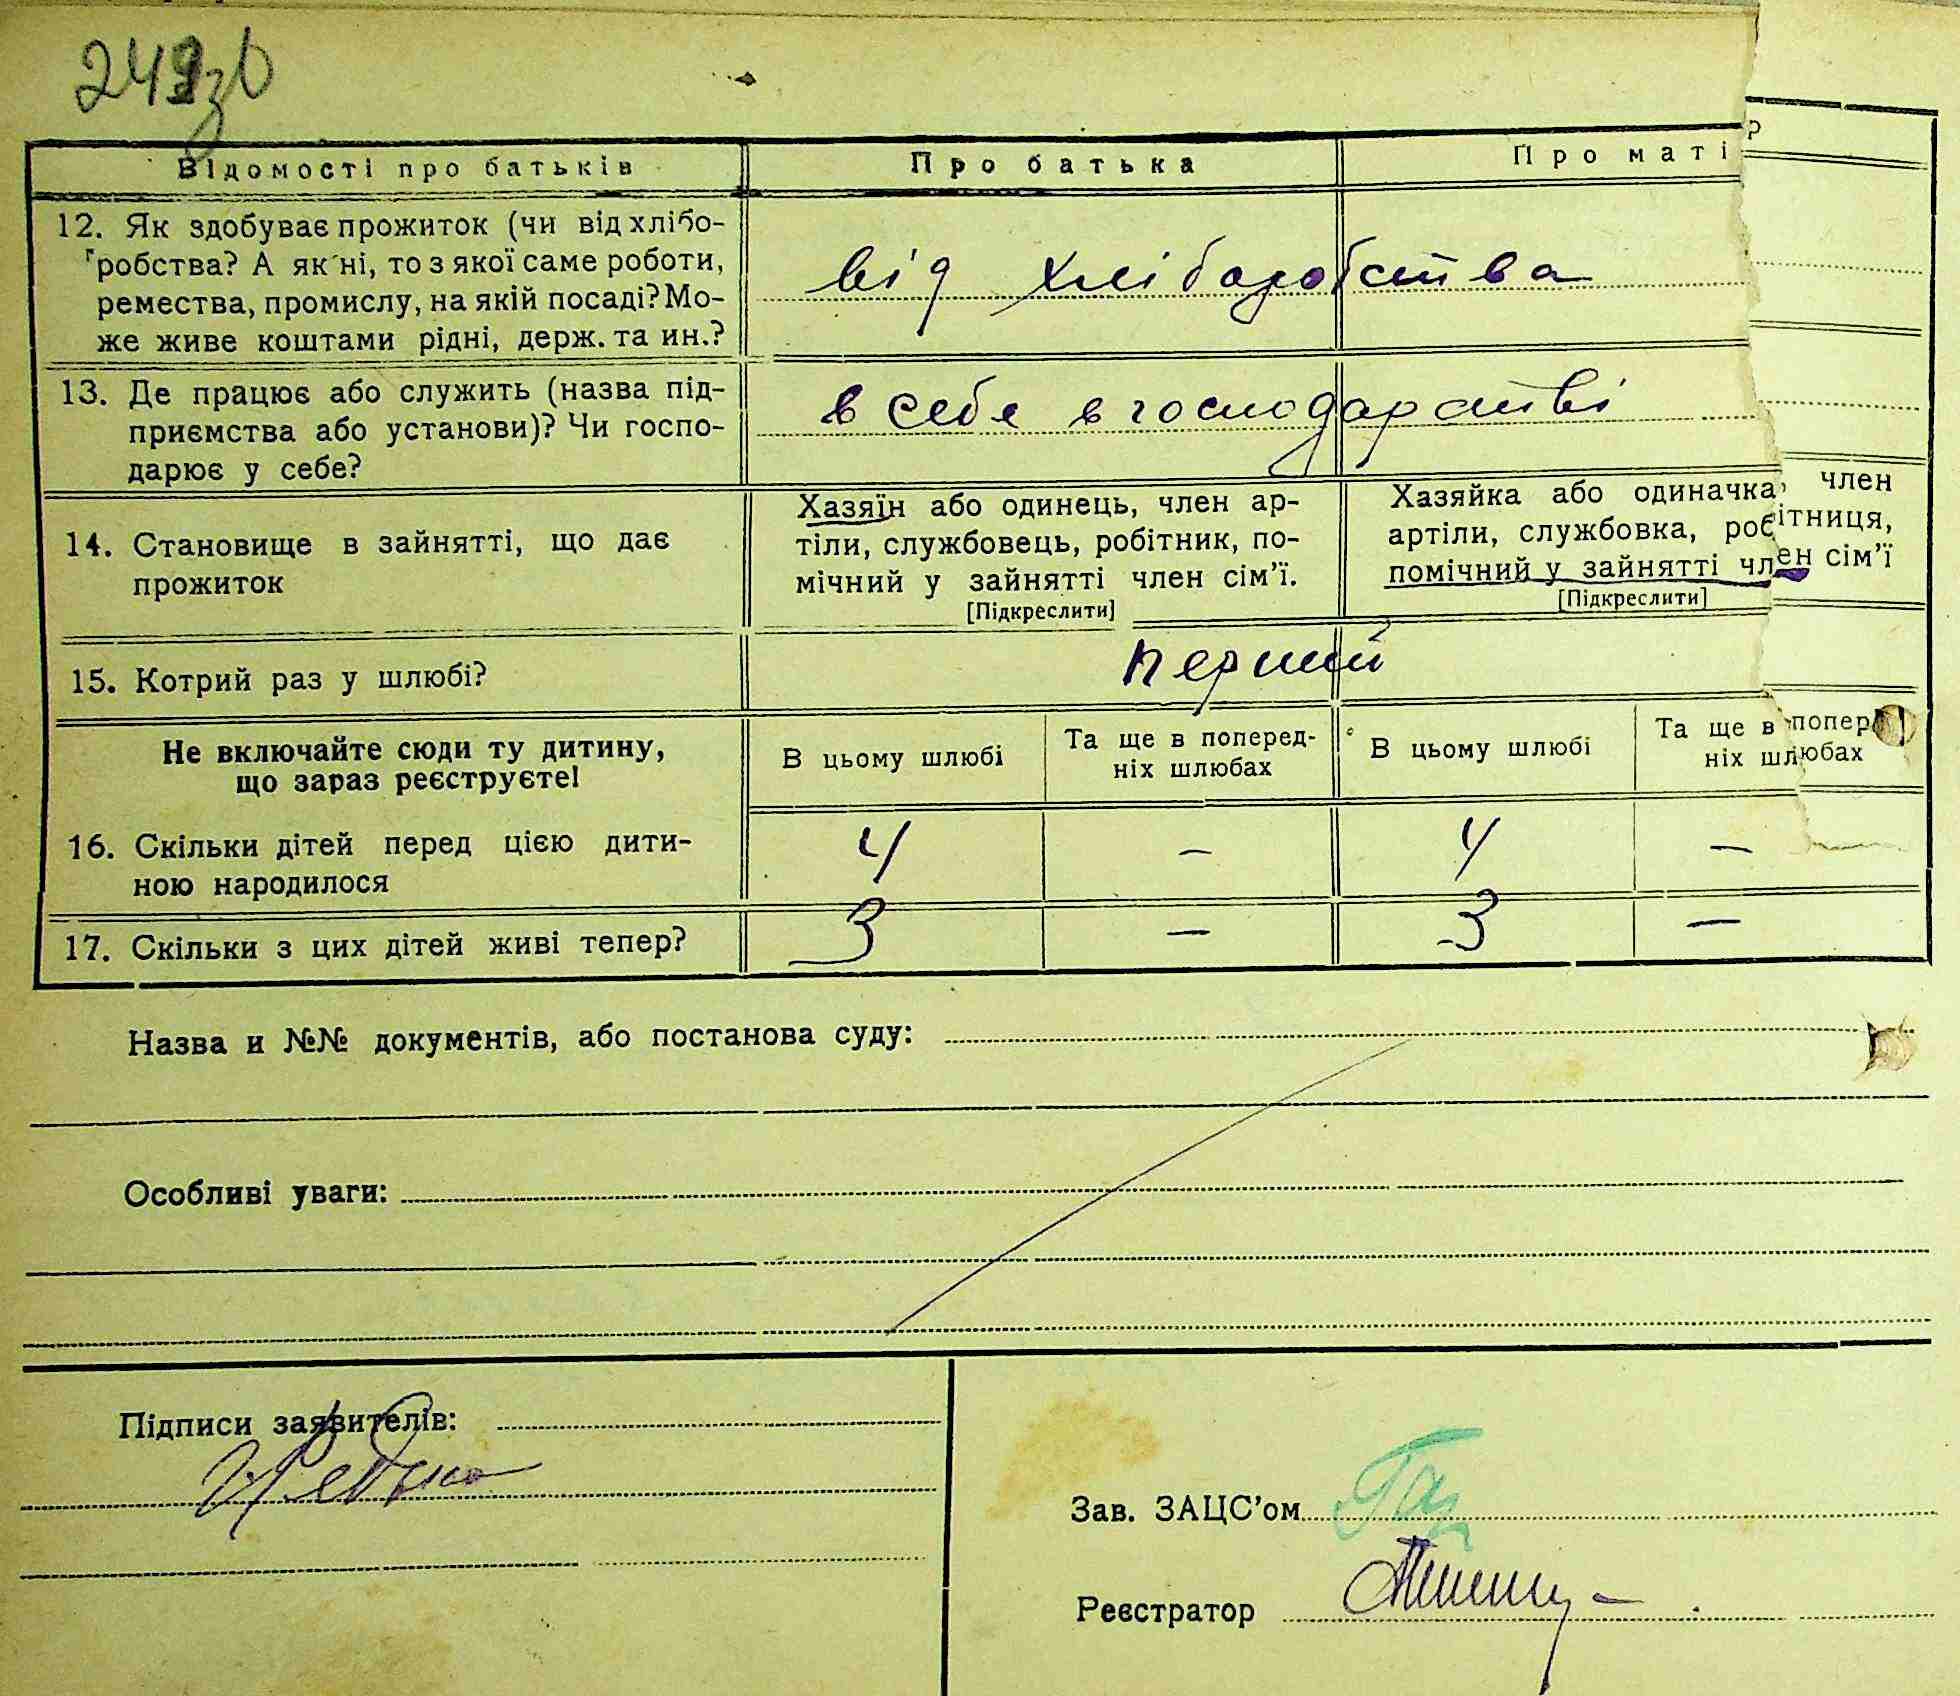 249зв
Відомості про батьків Про батька Про маті р
12. Як здобуває прожиток (чи від хлібо-
робства? А як ні, то з якої саме роботи,
ремества, промислу, на якій посаді? Мо-
же живе коштами рідні, держ. та ин.?
від хліборобства
13. Де працює або служить (назва під-
приємства або установи)? Чи госпо-
дарює у себе?
в себе в господарстві
14. Становище в зайнятті, що дає
прожиток
Хазяїн або одинець, член ар-
тіли, службовець, робітник, по-
мічний у зайнятті член сім'ї.
[Підкреслити]
Хазяйка або одиначка, член
артіли, службовка, робітниця,
помічний у зайнятті член сім'ї
[Підкреслити]
15. Котрий раз у шлюбі?
перший
Не включайте сюди ту дитину,
що зараз реєструєте!
В цьому шлюбі
Та ще в поперед-
ніх шлюбах
В цьому шлюбі
Та ще в попер
ніх шлюбах
16. Скільки дітей перед цією дити-
ною народилося
4 – 4 –
17. Скільки з цих дітей живі тепер?
3 – 3 –
Назва и №№ документів, або постанова суду:
Особливі уваги:
Підписи заявителів:
Зав. ЗАЦС'ом
Реєстратор